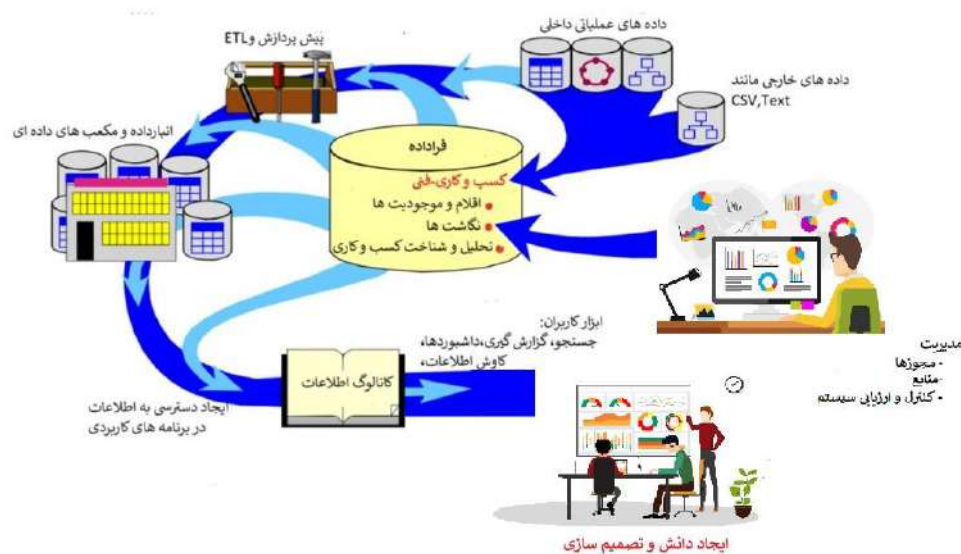 داده های عملیاتی داخلی
پیش پردازش وETL
داده های خارجی مانند
CSV,Text
انبارداده و مکعب های داده ای
فراداده
کسب و کاری-فنی
• اقلام و موجودیت ها
• نگاشت ها
• تحلیل و شناخت کسب و کاری
ابزار کاربران:
جستجو، گزارش گیری،داشبوردها،
کاوش اطلاعات،
کاتالوگ اطلاعات
ایجاد دسترسی به اطلاعات
در برنامه های کاربردی
مدیریت
- مجوزها
-منابع
- کنترل و ارزیابی سیستم
ایجاد دانش و تصمیم سازی